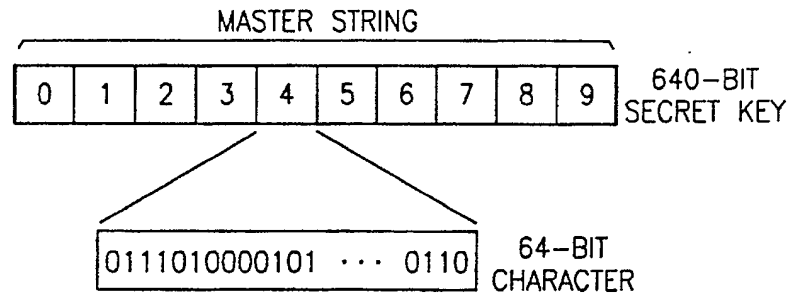 MASTER STRING
0 1 2 3 4 5 6 7 8 9
640-BIT
SECRET KEY
0111010000101 ··· 0110
64-BIT
CHARACTER